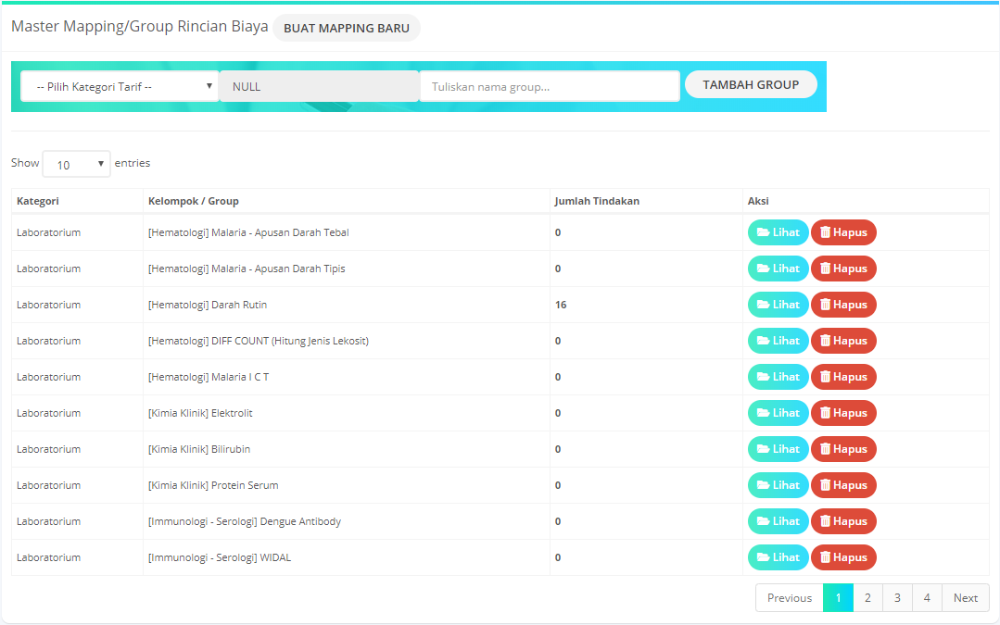 Master Mapping/Group Rincian Biaya BUAT MAPPING BARU
-- Pilih Kategori Tarif -- NULL Tuliskan nama group... TAMBAH GROUP
Show 10 entries
Kategori Kelompok / Group Jumlah Tindakan Aksi
Laboratorium [Hematologi] Malaria - Apusan Darah Tebal 0 Lihat Hapus
Laboratorium [Hematologi] Malaria - Apusan Darah Tipis 0 Lihat Hapus
Laboratorium [Hematologi] Darah Rutin 16 Lihat Hapus
Laboratorium [Hematologi] DIFF COUNT (Hitung Jenis Lekosit) 0 Lihat Hapus
Laboratorium [Hematologi] Malaria I C T 0 Lihat Hapus
Laboratorium [Kimia Klinik] Elektrolit 0 Lihat Hapus
Laboratorium [Kimia Klinik] Bilirubin 0 Lihat Hapus
Laboratorium [Kimia Klinik] Protein Serum 0 Lihat Hapus
Laboratorium [Immunologi - Serologi] Dengue Antibody 0 Lihat Hapus
Laboratorium [Immunologi - Serologi] WIDAL 0 Lihat Hapus
Previous 1 2 3 4 Next